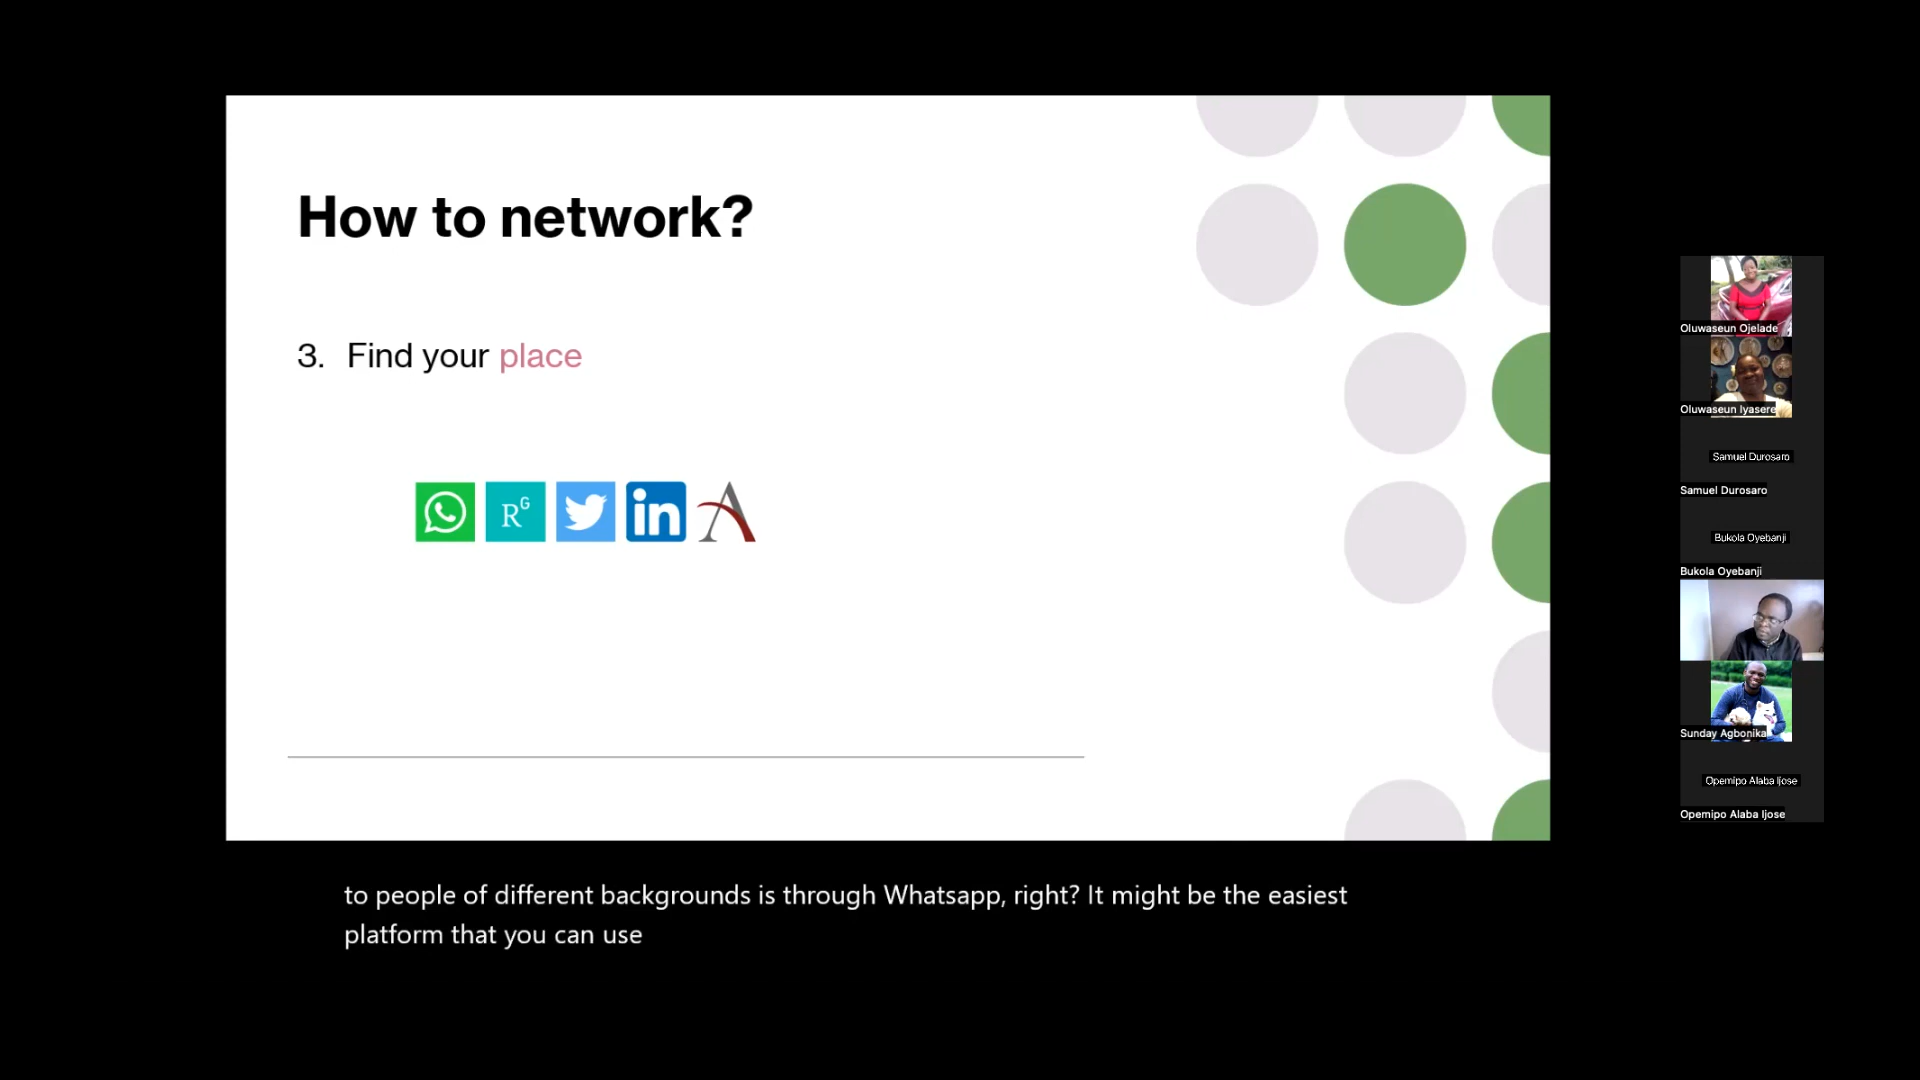 How to network?
3. Find your place
RG
in
Oluwaseun Ojelade
Oluwaseun Iyasere
Samuel Durosaro
Samuel Durosaro
Bukola Oyebanji
Bukola Oyebanji
Sunday Agbonika
Opemipo Alaba Ijose
Opemipo Alaba Ijose
to people of different backgrounds is through Whatsapp, right? It might be the easiest
platform that you can use